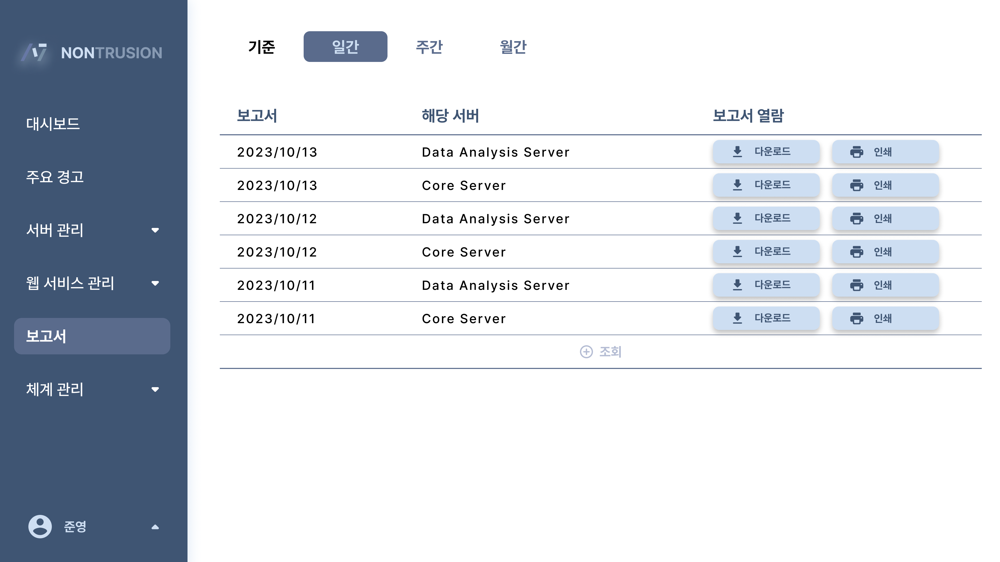 NONTRUSION
대시보드
주요 경고
서버 관리
웹 서비스 관리
보고서
체계 관리
준영
기준 일간 주간 월간
보고서 해당 서버 보고서 열람
2023/10/13 Data Analysis Server 다운로드 인쇄
2023/10/13 Core Server 다운로드 인쇄
2023/10/12 Data Analysis Server 다운로드 인쇄
2023/10/12 Core Server 다운로드 인쇄
2023/10/11 Data Analysis Server 다운로드 인쇄
2023/10/11 Core Server 다운로드 인쇄
조회